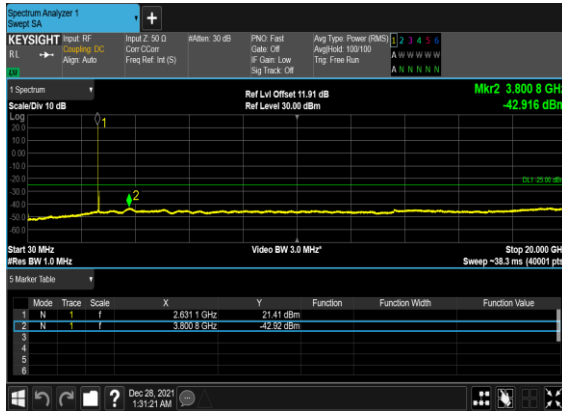 Spectrum Analyzer 1
Swept SA
+
KEYSIGHT
RL
Input: RF
Coupling: DC
Align: Auto
Input Z: 50 Ω
Corr CCorr
Freq Ref: Int (S)
#Atten: 30 dB
PNO: Fast
Gate: Off
IF Gain: Low
Sig Track: Off
Avg Type: Power (RMS)
Avg|Hold: 100/100
Trig: Free Run
1 2 3 4 5 6
A W W W W W
A N N N N N
1 Spectrum
Scale/Div 10 dB
Log
Ref Lvl Offset 11.91 dB
Ref Level 30.00 dBm
Mkr2 3.800 8 GHz
-42.916 dBm
20.0
10.0
0.00
-10.0
-20.0
-30.0
-40.0
-50.0
-60.0
1
2
DL1 -25.00 dBm
Start 30 MHz
#Res BW 1.0 MHz
Video BW 3.0 MHz*
Stop 20.000 GHz
Sweep ~38.3 ms (40001 pts)
5 Marker Table
Mode Trace Scale X Y Function Function Width Function Value
1 N 1 f 2.631 1 GHz 21.41 dBm
2 N 1 f 3.800 8 GHz -42.92 dBm
3
4
5
6
?
Dec 28, 2021
1:31:21 AM